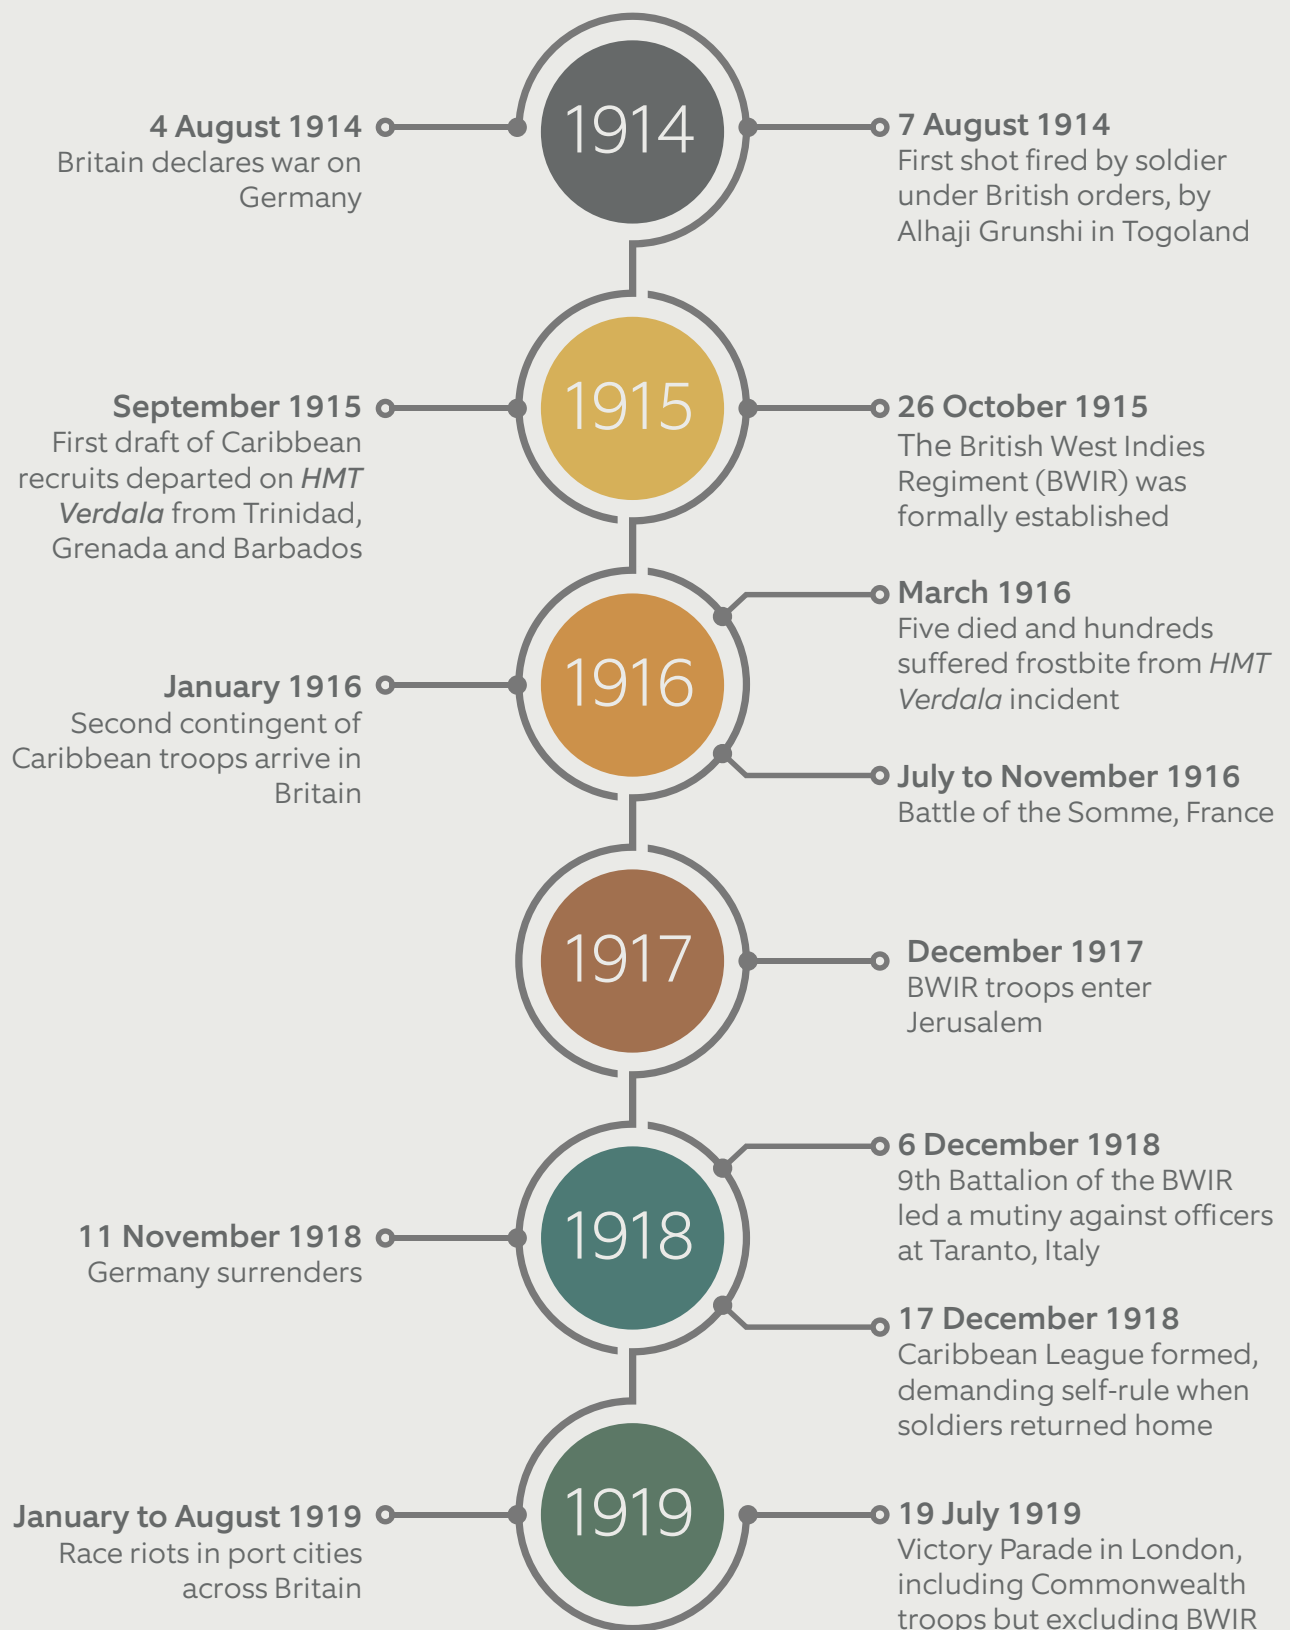 1914
4 August 1914
Britain declares war on
Germany
7 August 1914
First shot fired by soldier
under British orders, by
Alhaji Grunshi in Togoland
1915
September 1915
First draft of Caribbean
recruits departed on HMT
Verdala from Trinidad,
Grenada and Barbados
26 October 1915
The British West Indies
Regiment (BWIR) was
formally established
1916
January 1916
Second contingent of
Caribbean troops arrive in
Britain
March 1916
Five died and hundreds
suffered frostbite from HMT
Verdala incident
July to November 1916
Battle of the Somme, France
1917
December 1917
BWIR troops enter
Jerusalem
1918
11 November 1918
Germany surrenders
6 December 1918
9th Battalion of the BWIR
led a mutiny against officers
at Taranto, Italy
17 December 1918
Caribbean League formed,
demanding self-rule when
soldiers returned home
1919
January to August 1919
Race riots in port cities
across Britain
19 July 1919
Victory Parade in London,
including Commonwealth
troops but excluding BWIR